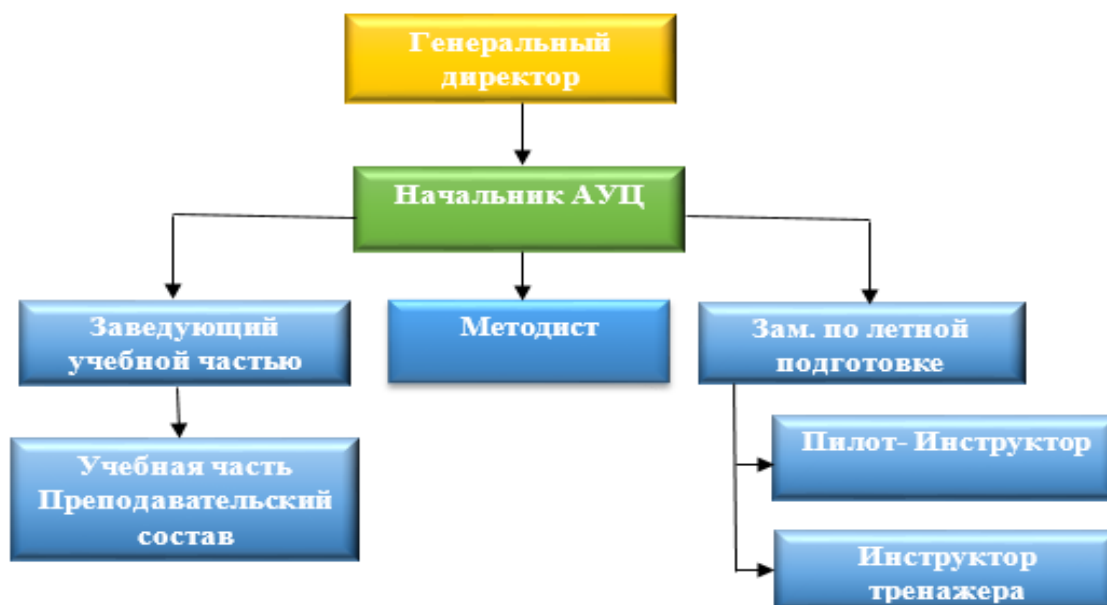 Генеральный
директор
Начальник АУЦ
Заведующий
учебной частью
Методист
Зам. по летной
подготовке
Учебная часть
Преподавательский
состав
Пилот- Инструктор
Инструктор
тренажера